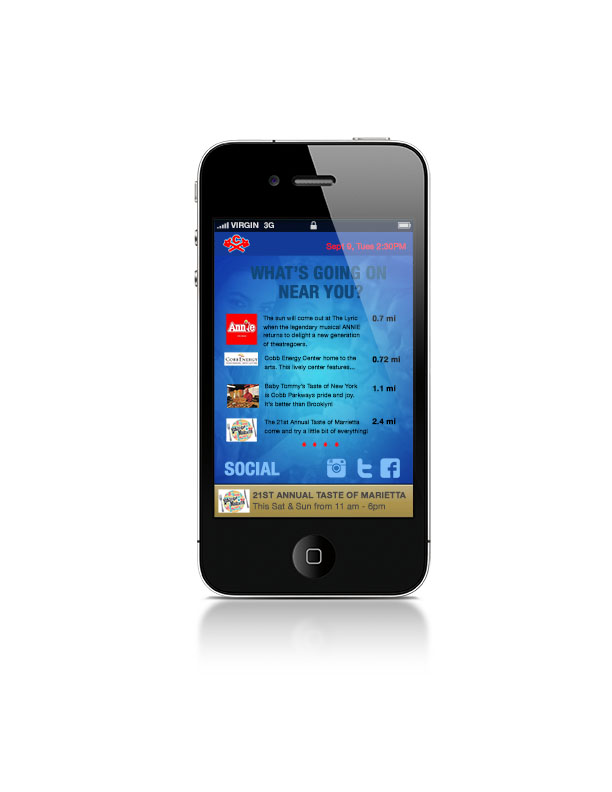 VIRGIN 3G
C
Sept 9, Tues 2:30PM
WHAT'S GOING ON
NEAR YOU?
Annie
The sun will come out at The Lyric
when the legendary musical ANNIE
returns to delight a new generation
of theatregoers.
0.7 mi
COBB ENERGY
Cobb Energy Center home to the
arts. This lively center features...
0.72 mi
Baby Tommy's Taste of New York
is Cobb Parkways pride and joy.
It's better than Brooklyn!
1.1 mi
The 21st Annual Taste of Marrietta
come and try a little bit of everything!
2.4 mi
SOCIAL
21ST ANNUAL TASTE OF MARIETTA
This Sat & Sun from 11 am - 6pm